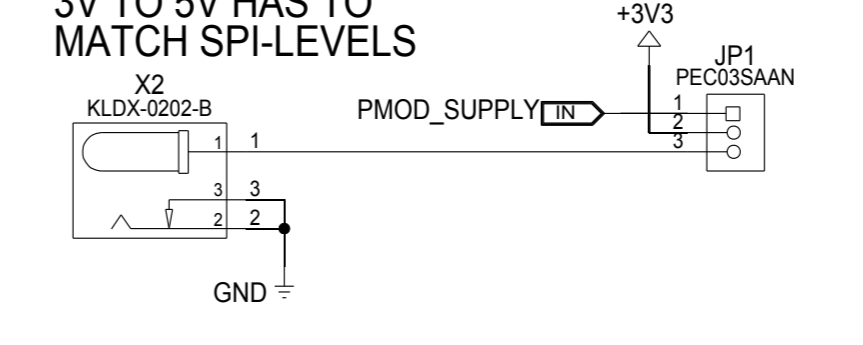 3V TO 5V HAS TO
MATCH SPI-LEVELS
+3V3
X2
KLDX-0202-B
JP1
PEC03SAAN
PMOD_SUPPLY IN
1
2
3
1 1
3 3
2 2
GND